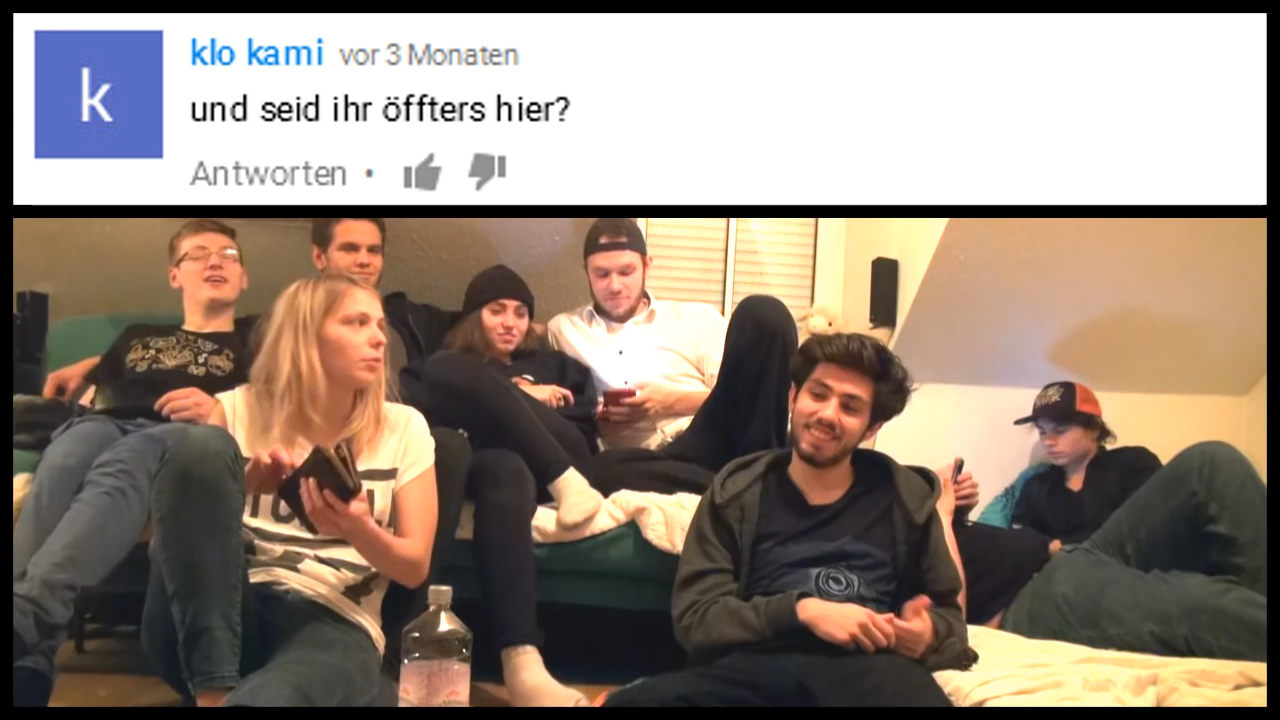 k
klo kami vor 3 Monaten
und seid ihr öffters hier?
Antworten •